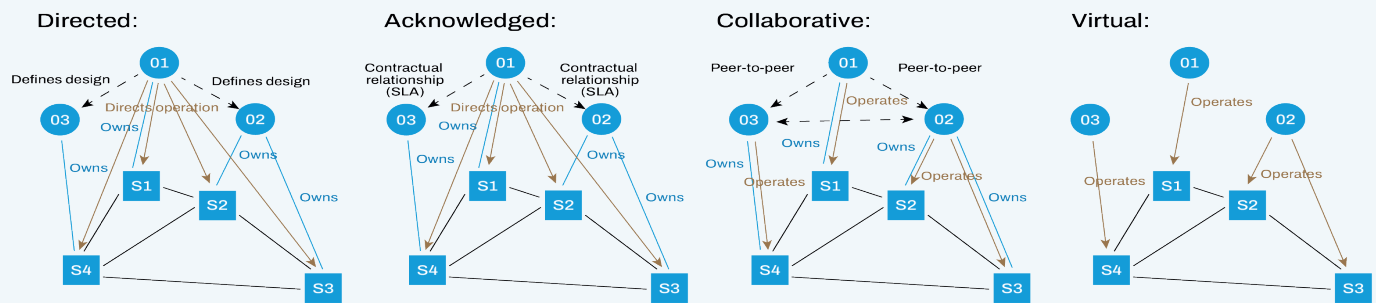 Directed:
01
Defines design
Defines design
03
Directs operation
02
Owns
Owns
Owns
Owns
S1
S2
S4
S3
Acknowledged:
01
Contractual
relationship
(SLA)
Contractual
relationship
(SLA)
03
Directs operation
02
Owns
Owns
Owns
Owns
S1
S2
S4
S3
Collaborative:
01
Peer-to-peer
Peer-to-peer
Operates
03
02
Owns
Owns
Owns
Operates
Operates
Owns
S1
S2
S4
S3
Virtual:
01
Operates
03
02
Operates
Operates
S1
S2
S4
S3